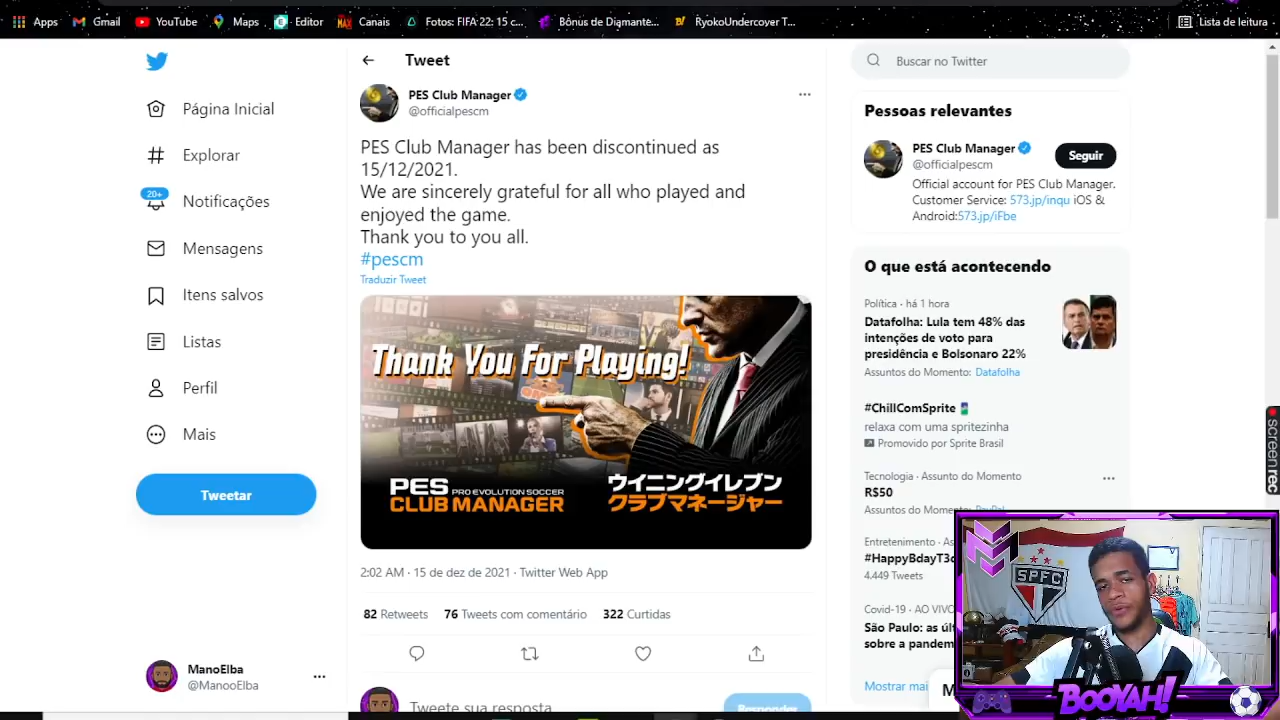 Apps
Gmail
YouTube
Maps
Editor
MAX
Canais
Fotos: FIFA 22: 15 c...
Bônus de Diamante...
RyokoUndercoyer T...
Lista de leitura
Página Inicial
Explorar
20+
Notificações
Mensagens
Itens salvos
Listas
Perfil
Mais
Tweetar
ManoElba
@ManooElba
Tweet
PES Club Manager
@officialpescm
PES Club Manager has been discontinued as
15/12/2021.
We are sincerely grateful for all who played and
enjoyed the game.
Thank you to you all.
#pescm
Traduzir Tweet
Thank You For Playing!
PES PRO EVOLUTION SOCCER
CLUB MANAGER
ウイニングイレブン
クラブマネージャー
2:02 AM · 15 de dez de 2021 · Twitter Web App
82 Retweets 76 Tweets com comentário 322 Curtidas
Tweete sua resposta
Responder
Buscar no Twitter
Pessoas relevantes
PES Club Manager
@officialpescm
Seguir
Official account for PES Club Manager.
Customer Service: 573.jp/inqu iOS &
Android:573.jp/iFbe
O que está acontecendo
Política · há 1 hora
Datafolha: Lula tem 48% das
intenções de voto para
presidência e Bolsonaro 22%
Assuntos do Momento: Datafolha
#ChillComSprite
relaxa com uma spritezinha
Promovido por Sprite Brasil
Tecnologia · Assunto do Momento
R$50
Assuntos do Momento: PayPal
Entretenimento · As
#HappyBdayT3d
4.449 Tweets
Covid-19 · AO VIVO
São Paulo: as últ
sobre a pandem
Mostrar mai
M
SPFC
BOOYAH!
screenrec